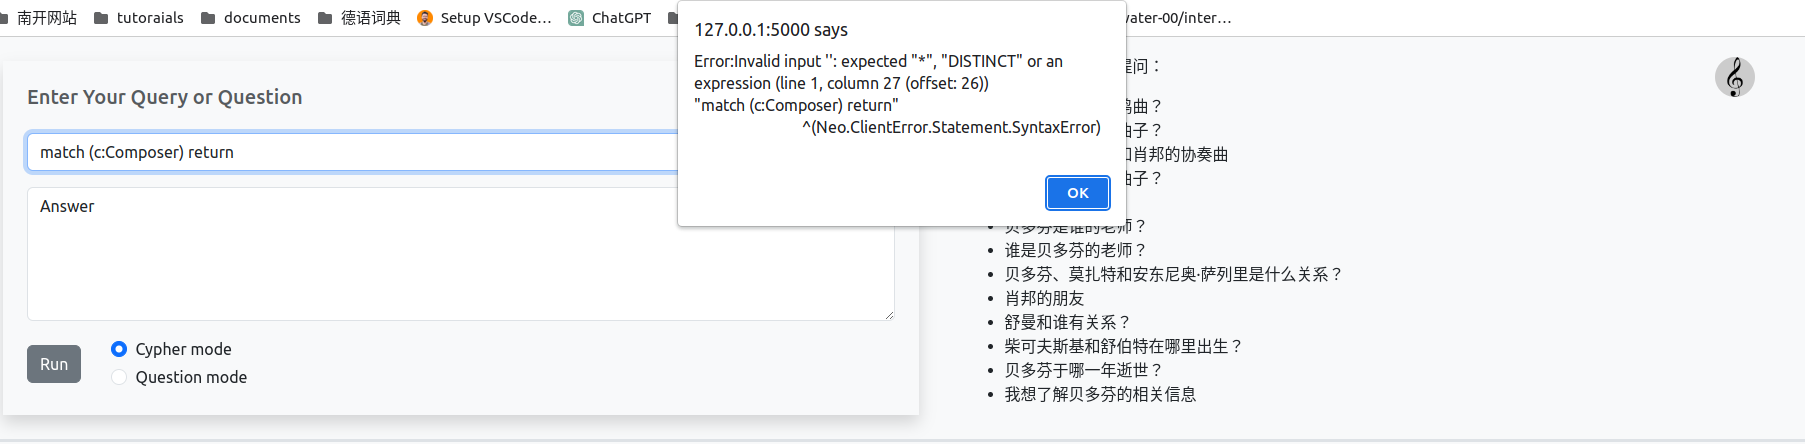 南开网站 tutoraials documents 德语词典 Setup VSCode… ChatGPT vater-00/inter…
127.0.0.1:5000 says
Error:Invalid input '': expected "*", "DISTINCT" or an
expression (line 1, column 27 (offset: 26))
"match (c:Composer) return"
^(Neo.ClientError.Statement.SyntaxError)
OK
Enter Your Query or Question
match (c:Composer) return
Answer
Run
Cypher mode
Question mode
提问：
鸣曲？
曲子？
和肖邦的协奏曲
曲子？
贝多芬是谁的老师？
谁是贝多芬的老师？
贝多芬、莫扎特和安东尼奥·萨列里是什么关系？
肖邦的朋友
舒曼和谁有关系？
柴可夫斯基和舒伯特在哪里出生？
贝多芬于哪一年逝世？
我想了解贝多芬的相关信息